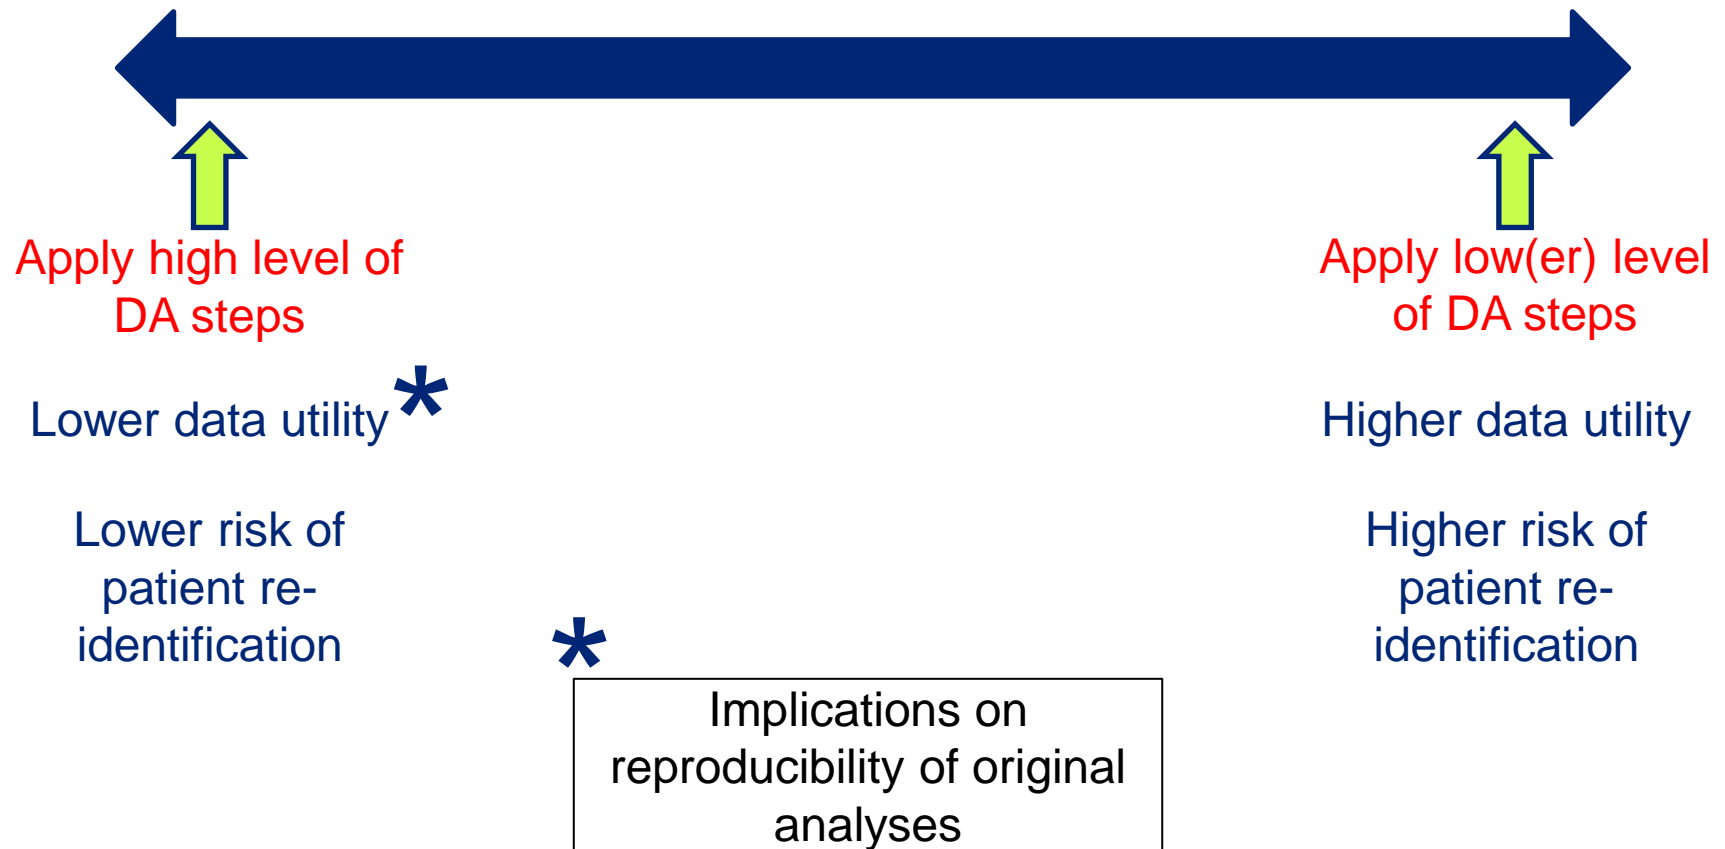 Apply high level of
DA steps
Lower data utility*
Lower risk of
patient re-
identification
Apply low(er) level
of DA steps
Higher data utility
Higher risk of
patient re-
identification
*
Implications on
reproducibility of original
analyses